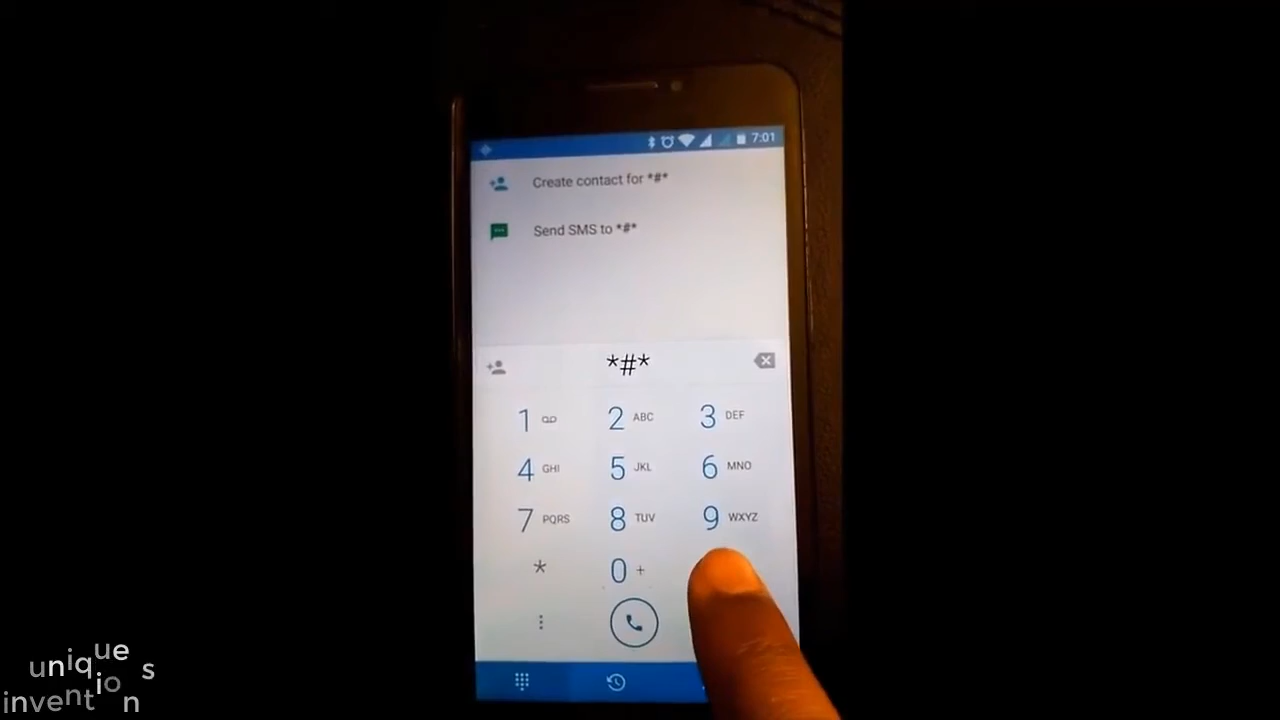 7:01
Create contact for *#*
Send SMS to *#*
*#*
1
2 ABC
3 DEF
4 GHI
5 JKL
6 MNO
7 PQRS
8 TUV
9 WXYZ
*
0 +
unique
inventions